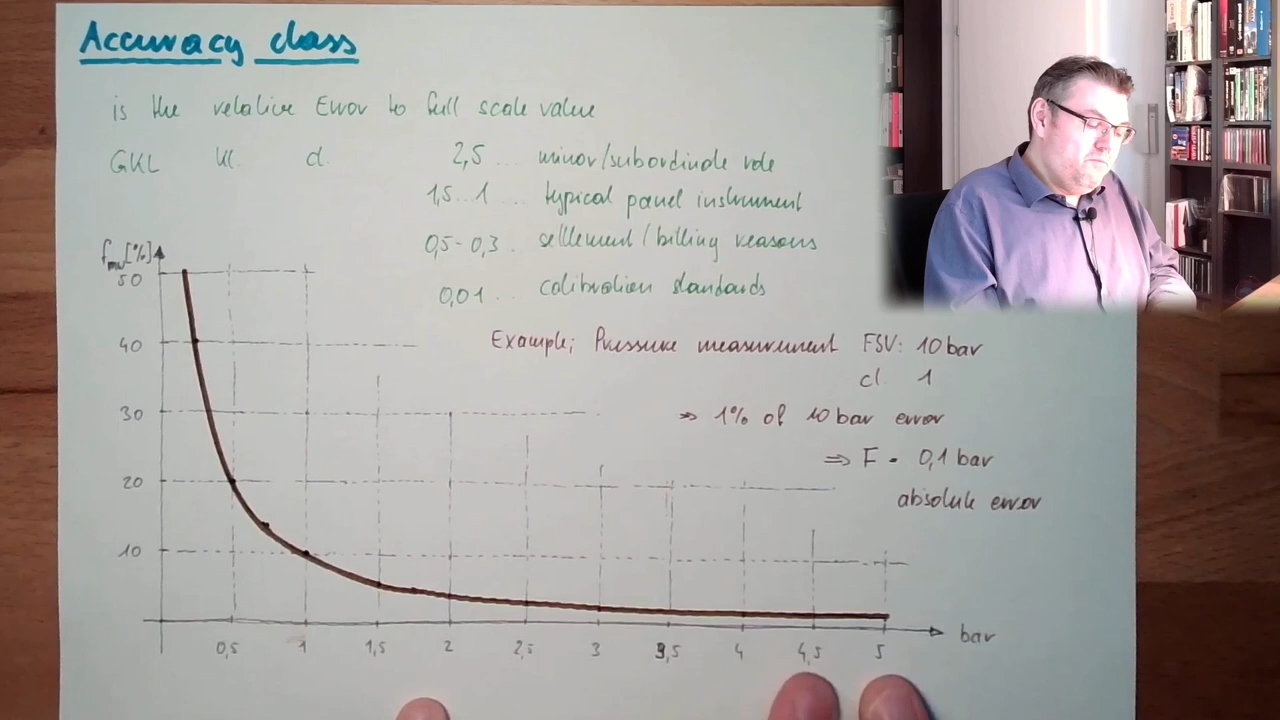 Accuracy class
is the relative Error to full scale value
GKL Kl. cl. 2,5 ... minor/subordinate role
1,5...1 ... typical panel instrument
0,5-0,3 .. settlement/billing reasons
0,01 ... calibration standards
Example; Pressure measurement FSV: 10 bar
cl. 1
⇒ 1% of 10 bar error
⇒ F = 0,1 bar
absolute error
f_mw[%]
50
40
30
20
10
0,5 1 1,5 2 2,5 3 3,5 4 4,5 5 bar